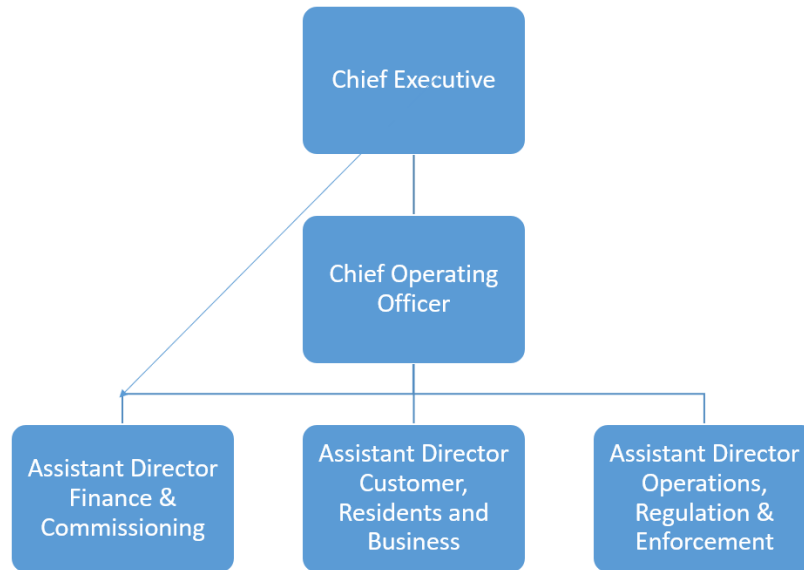 Chief Executive
Chief Operating
Officer
Assistant Director
Finance &
Commissioning
Assistant Director
Customer,
Residents and
Business
Assistant Director
Operations,
Regulation &
Enforcement